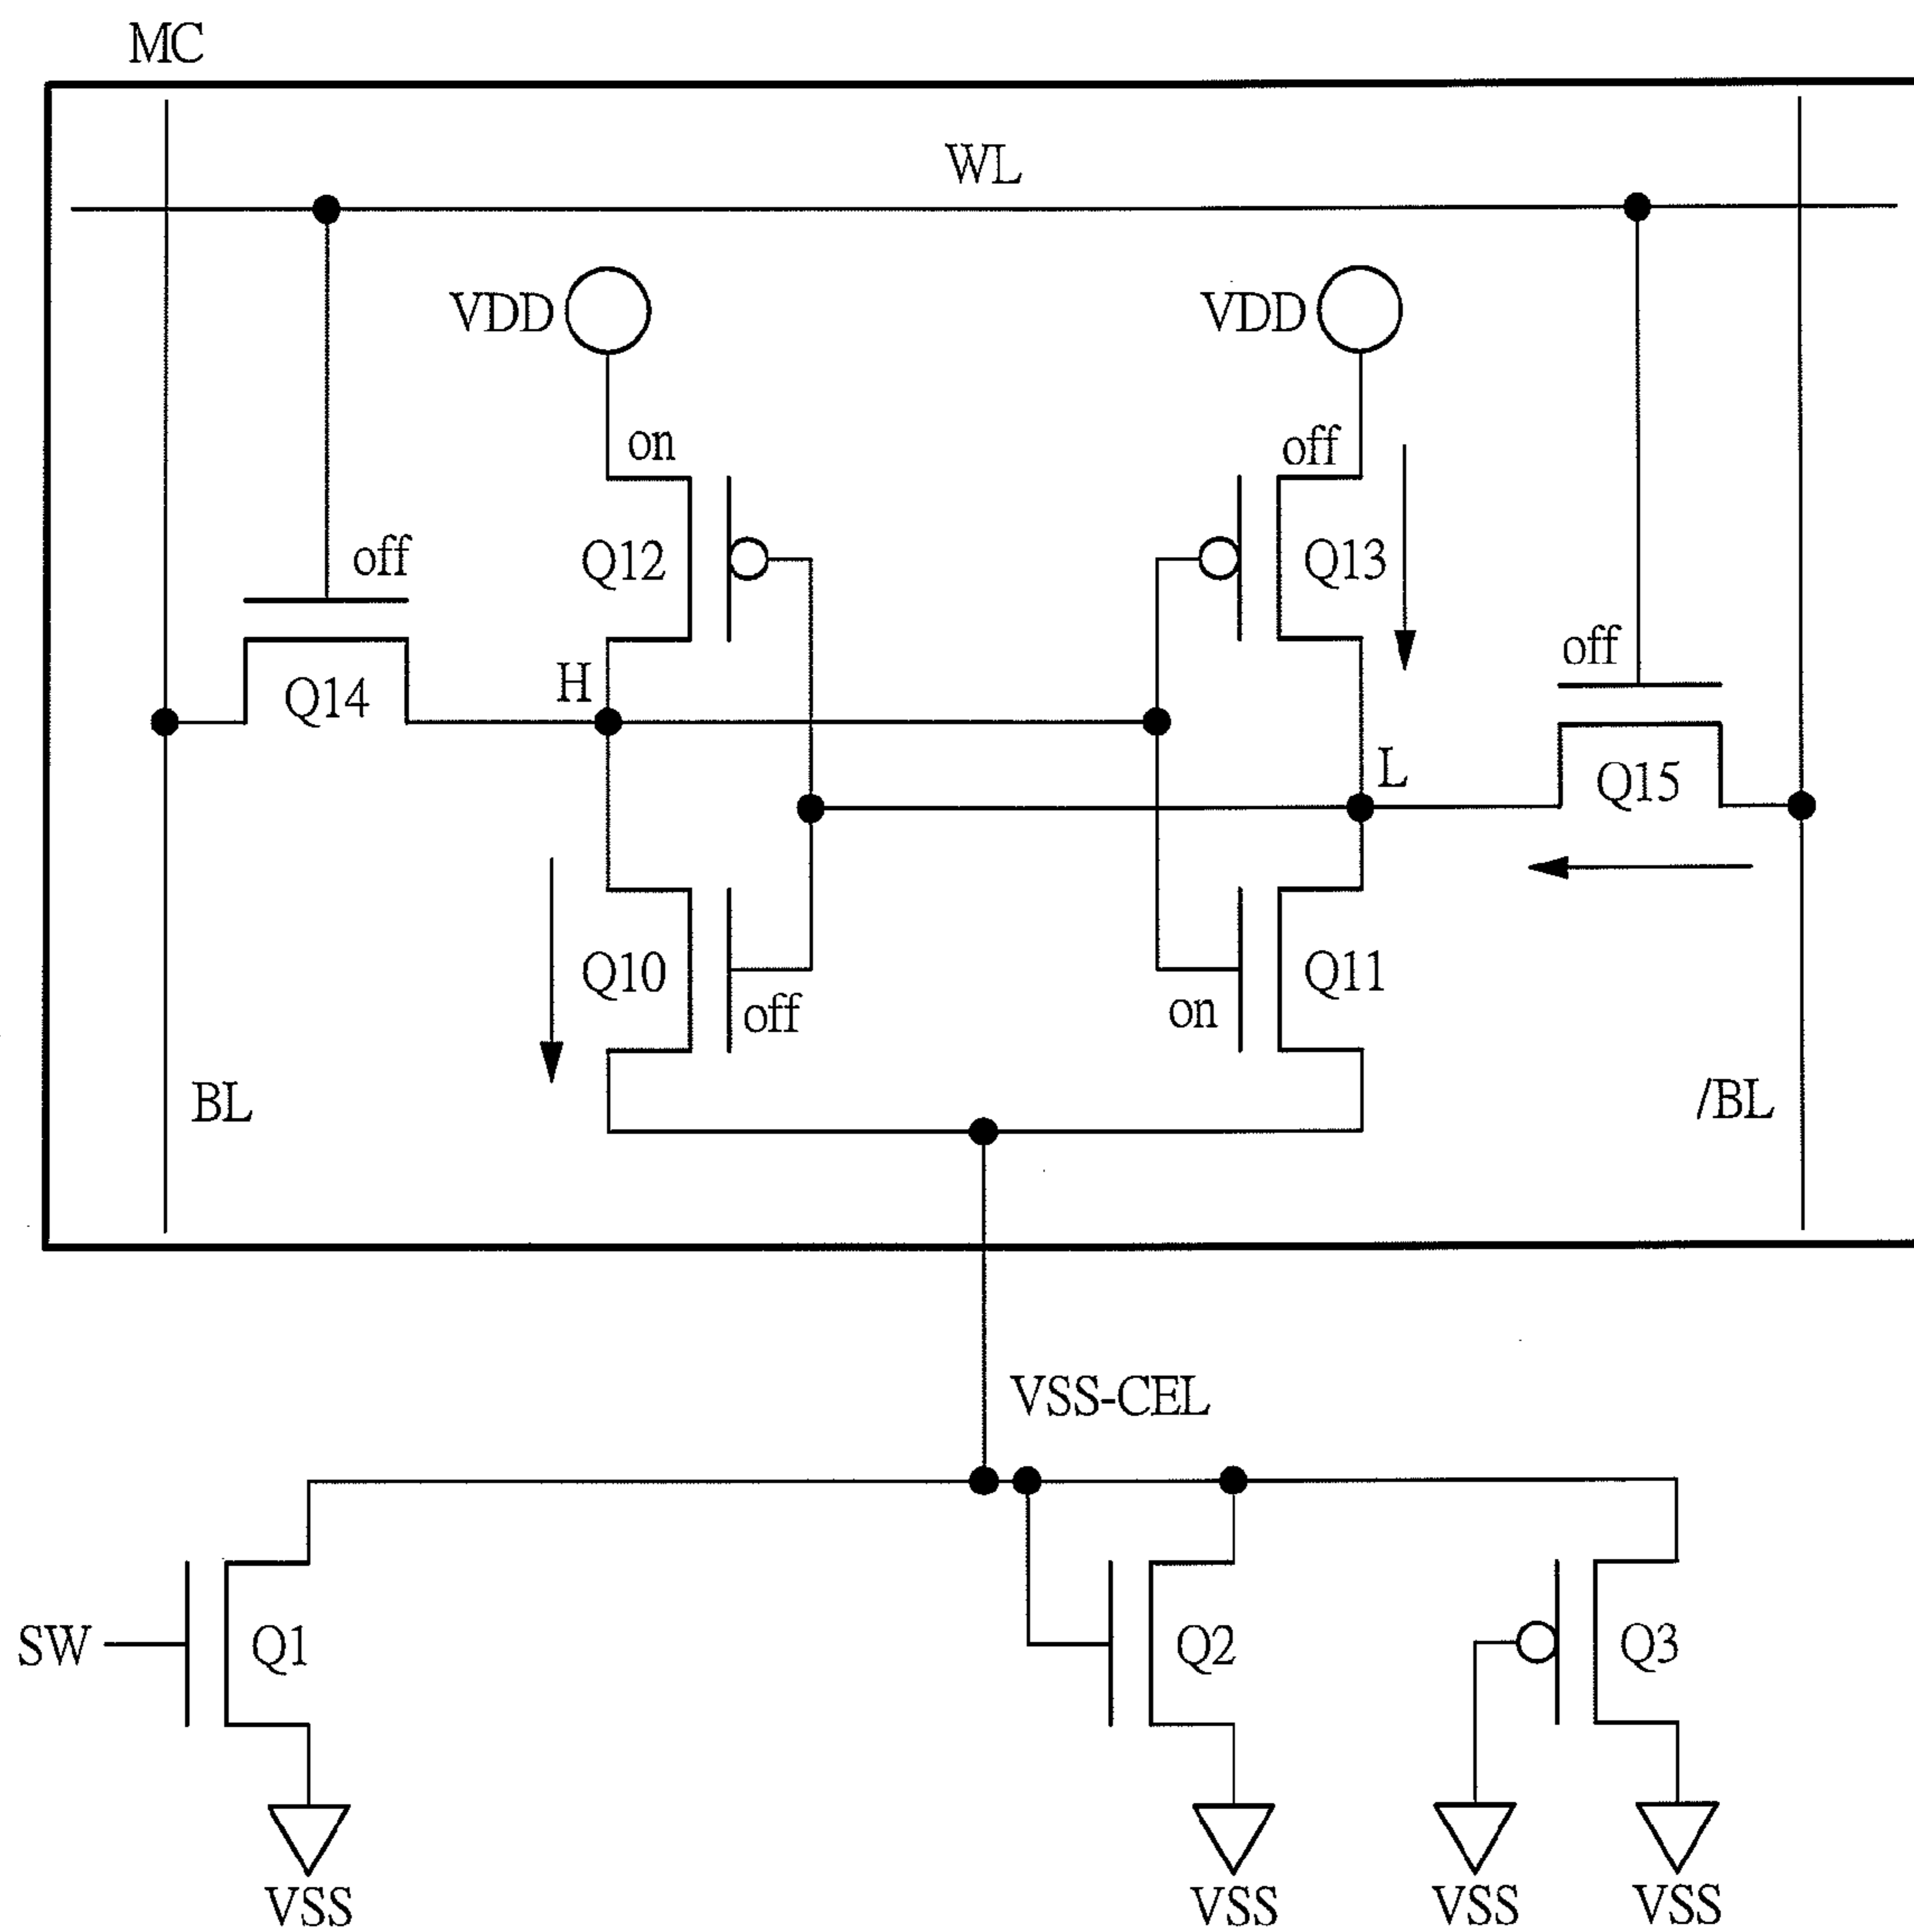 MC
WL
VDD
VDD
on
off
off
Q12
Q13
off
Q14
H
L
Q15
Q10
Q11
off
on
BL
/BL
VSS-CEL
SW
Q1
Q2
Q3
VSS
VSS
VSS
VSS